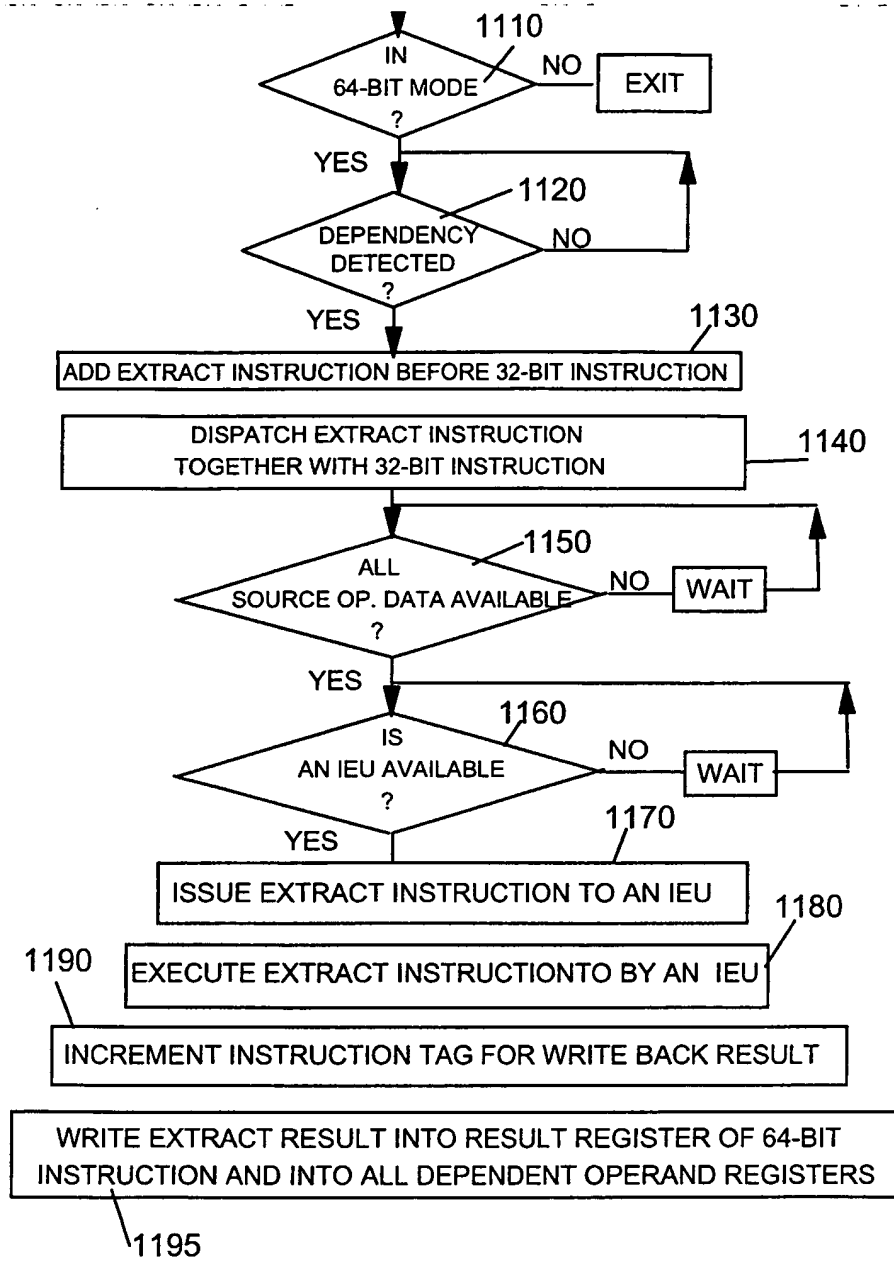 1110
IN
64-BIT MODE
?
NO
EXIT
YES
1120
DEPENDENCY
DETECTED
?
NO
YES
1130
ADD EXTRACT INSTRUCTION BEFORE 32-BIT INSTRUCTION
DISPATCH EXTRACT INSTRUCTION
TOGETHER WITH 32-BIT INSTRUCTION
1140
1150
ALL
SOURCE OP. DATA AVAILABLE
?
NO
WAIT
YES
1160
IS
AN IEU AVAILABLE
?
NO
WAIT
YES
1170
ISSUE EXTRACT INSTRUCTION TO AN IEU
1180
EXECUTE EXTRACT INSTRUCTIONTO BY AN IEU
1190
INCREMENT INSTRUCTION TAG FOR WRITE BACK RESULT
WRITE EXTRACT RESULT INTO RESULT REGISTER OF 64-BIT
INSTRUCTION AND INTO ALL DEPENDENT OPERAND REGISTERS
1195